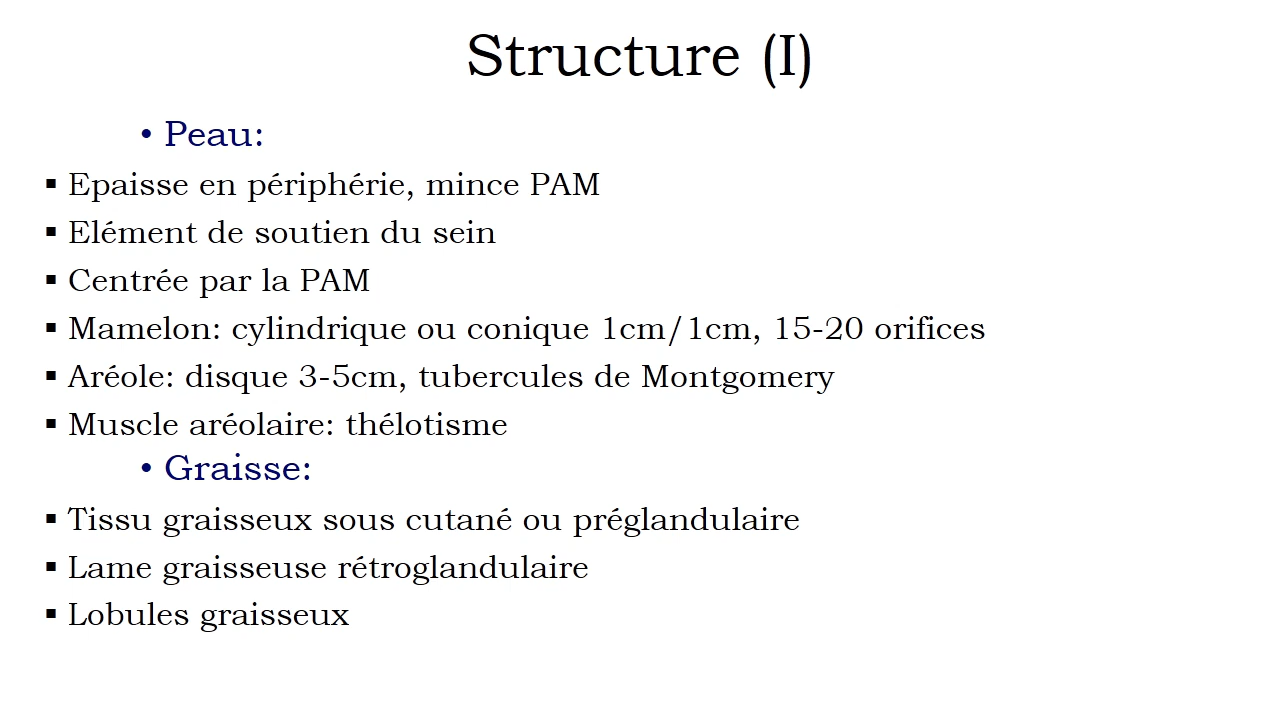 Structure (I)
• Peau:
▪ Epaisse en périphérie, mince PAM
▪ Elément de soutien du sein
▪ Centrée par la PAM
▪ Mamelon: cylindrique ou conique 1cm/1cm, 15-20 orifices
▪ Aréole: disque 3-5cm, tubercules de Montgomery
▪ Muscle aréolaire: thélotisme
• Graisse:
▪ Tissu graisseux sous cutané ou préglandulaire
▪ Lame graisseuse rétroglandulaire
▪ Lobules graisseux